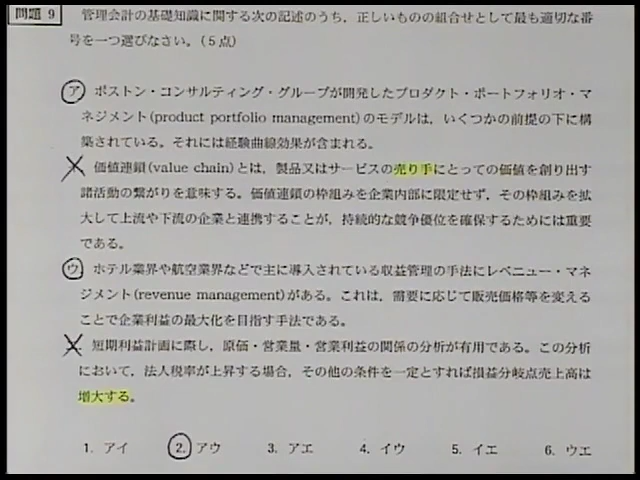 問題 9　管理会計の基礎知識に関する次の記述のうち，正しいものの組合せとして最も適切な番
号を一つ選びなさい。（5点）
ア　ボストン・コンサルティング・グループが開発したプロダクト・ポートフォリオ・マ
ネジメント(product portfolio management)のモデルは，いくつかの前提の下に構
築されている。それには経験曲線効果が含まれる。
価値連鎖(value chain)とは，製品又はサービスの売り手にとっての価値を創り出す
諸活動の繋がりを意味する。価値連鎖の枠組みを企業内部に限定せず，その枠組みを拡
大して上流や下流の企業と連携することが，持続的な競争優位を確保するためには重要
である。
ウ　ホテル業界や航空業界などで主に導入されている収益管理の手法にレベニュー・マネ
ジメント(revenue management)がある。これは，需要に応じて販売価格等を変える
ことで企業利益の最大化を目指す手法である。
短期利益計画に際し，原価・営業量・営業利益の関係の分析が有用である。この分析
において，法人税率が上昇する場合，その他の条件を一定とすれば損益分岐点売上高は
増大する。
1. アイ　2. アウ　3. アエ　4. イウ　5. イエ　6. ウエ